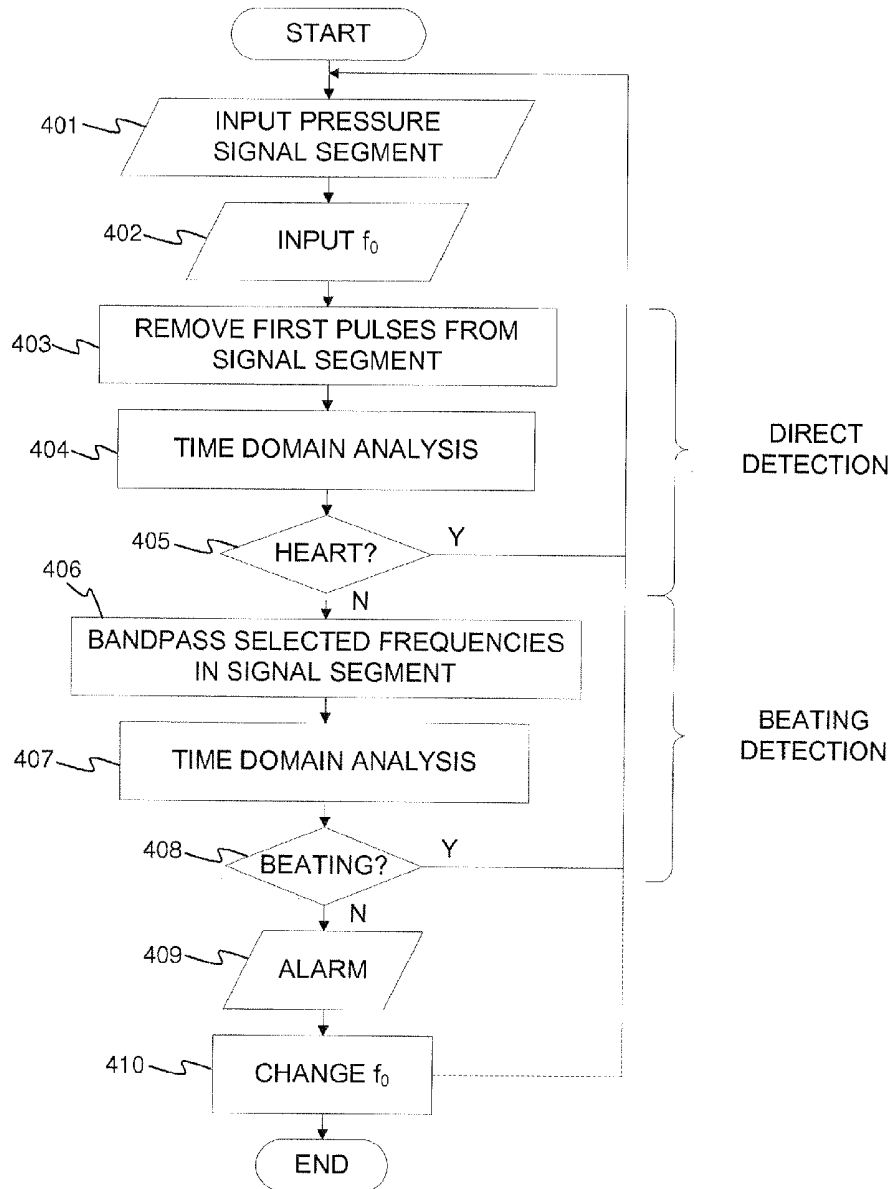 START
401
INPUT PRESSURE
SIGNAL SEGMENT
402
INPUT f₀
403
REMOVE FIRST PULSES FROM
SIGNAL SEGMENT
404
TIME DOMAIN ANALYSIS
DIRECT
DETECTION
405
HEART?
Y
406
N
BANDPASS SELECTED FREQUENCIES
IN SIGNAL SEGMENT
407
TIME DOMAIN ANALYSIS
BEATING
DETECTION
408
BEATING?
Y
N
409
ALARM
410
CHANGE f₀
END